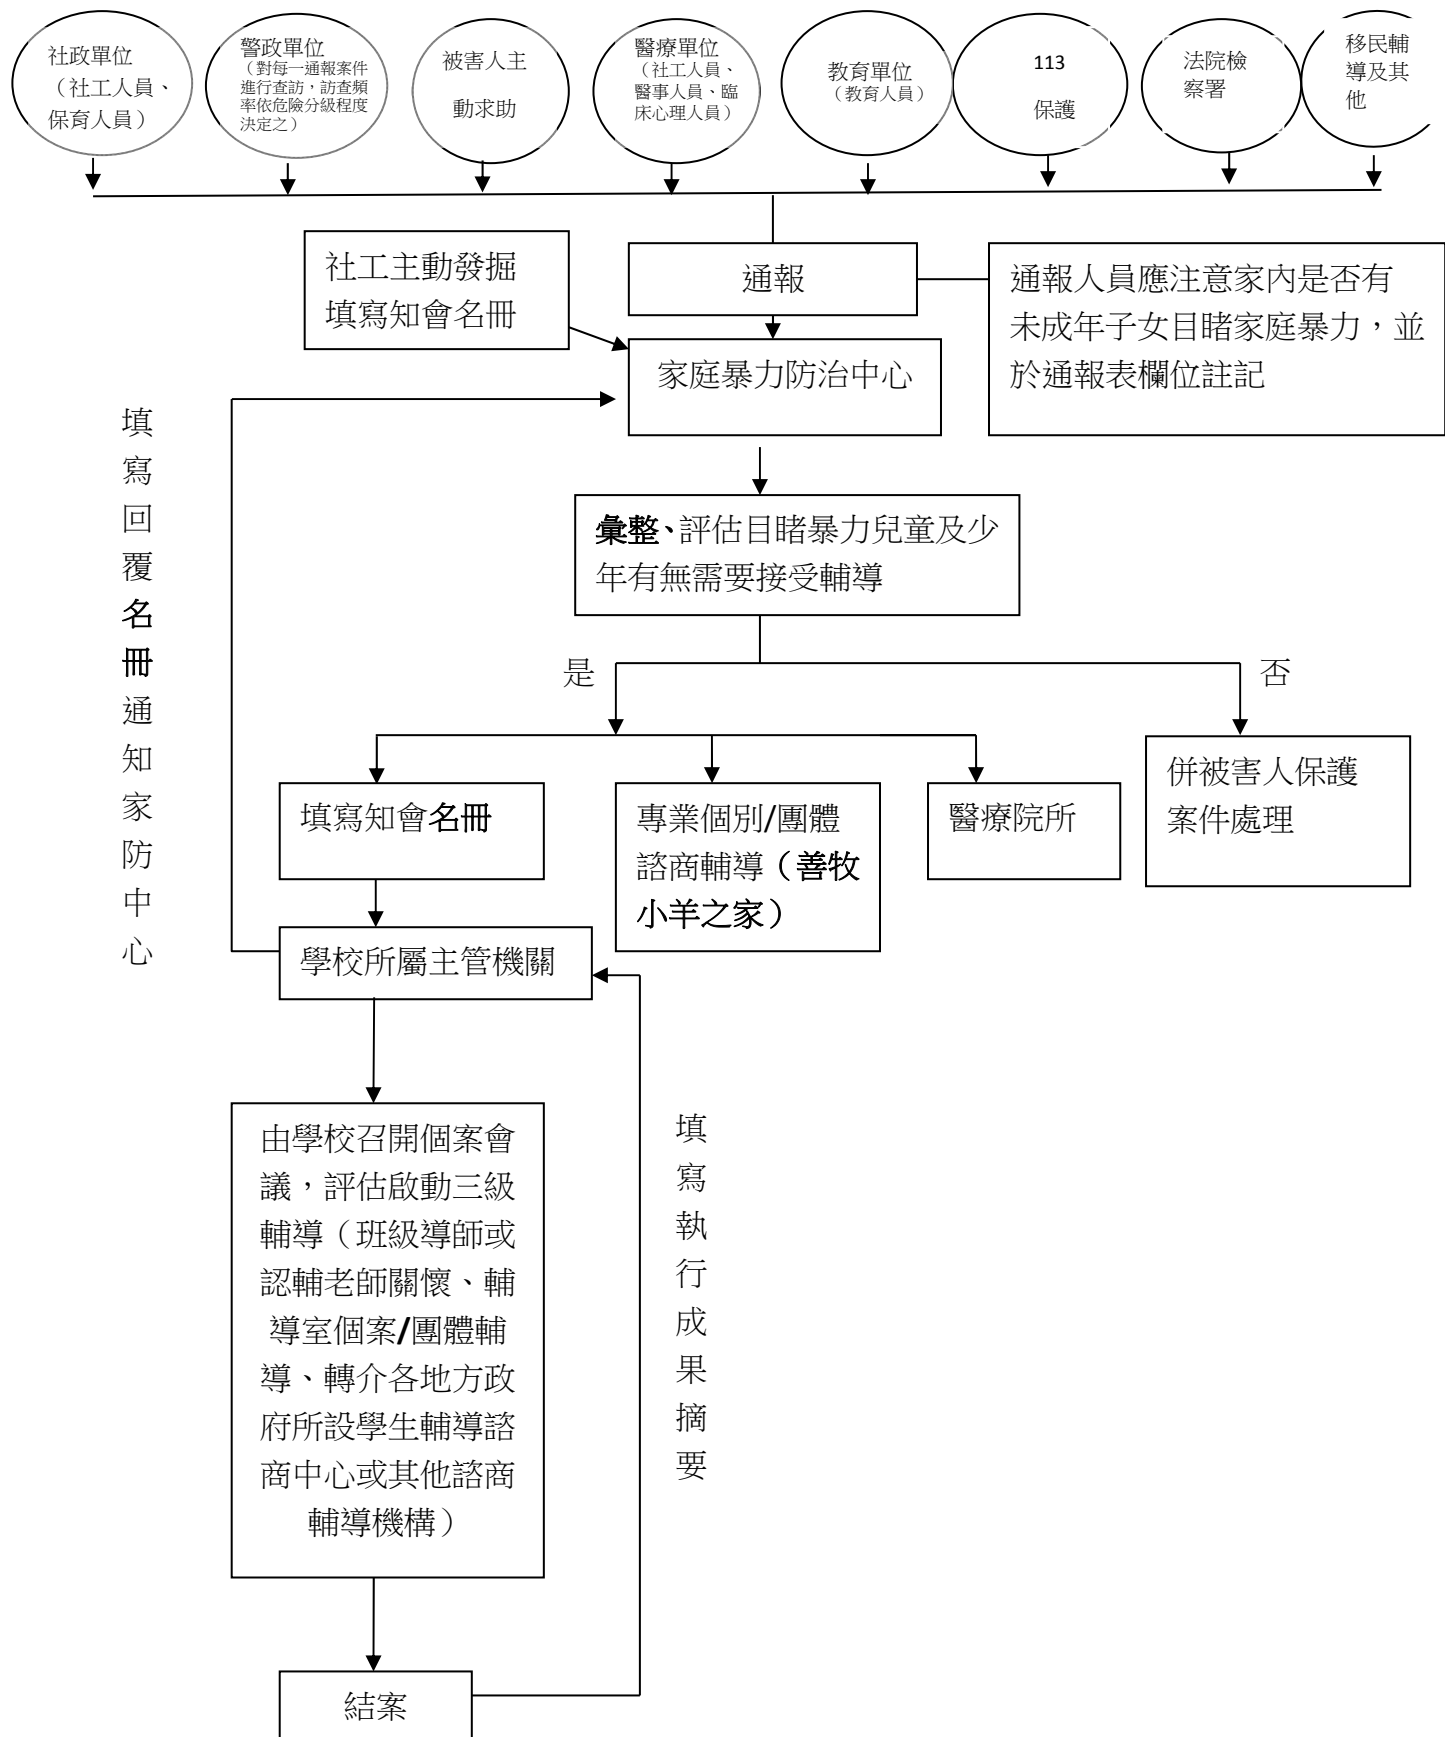 社政單位
（社工人員、
保育人員）
警政單位
（對每一通報案件
進行查訪，訪查頻
率依危險分級程度
決定之）
被害人主
動求助
醫療單位
（社工人員、
醫事人員、臨
床心理人員）
教育單位
（教育人員）
113
保護
法院檢
察署
移民輔
導及其
他
社工主動發掘
填寫知會名冊
通報
通報人員應注意家內是否有
未成年子女目睹家庭暴力，並
於通報表欄位註記
家庭暴力防治中心
填寫回覆名冊通知家防中心
彙整、評估目睹暴力兒童及少
年有無需要接受輔導
是
否
填寫知會名冊
專業個別/團體
諮商輔導（善牧
小羊之家）
醫療院所
併被害人保護
案件處理
學校所屬主管機關
由學校召開個案會
議，評估啟動三級
輔導（班級導師或
認輔老師關懷、輔
導室個案/團體輔
導、轉介各地方政
府所設學生輔導諮
商中心或其他諮商
輔導機構）
填寫執行成果摘要
結案